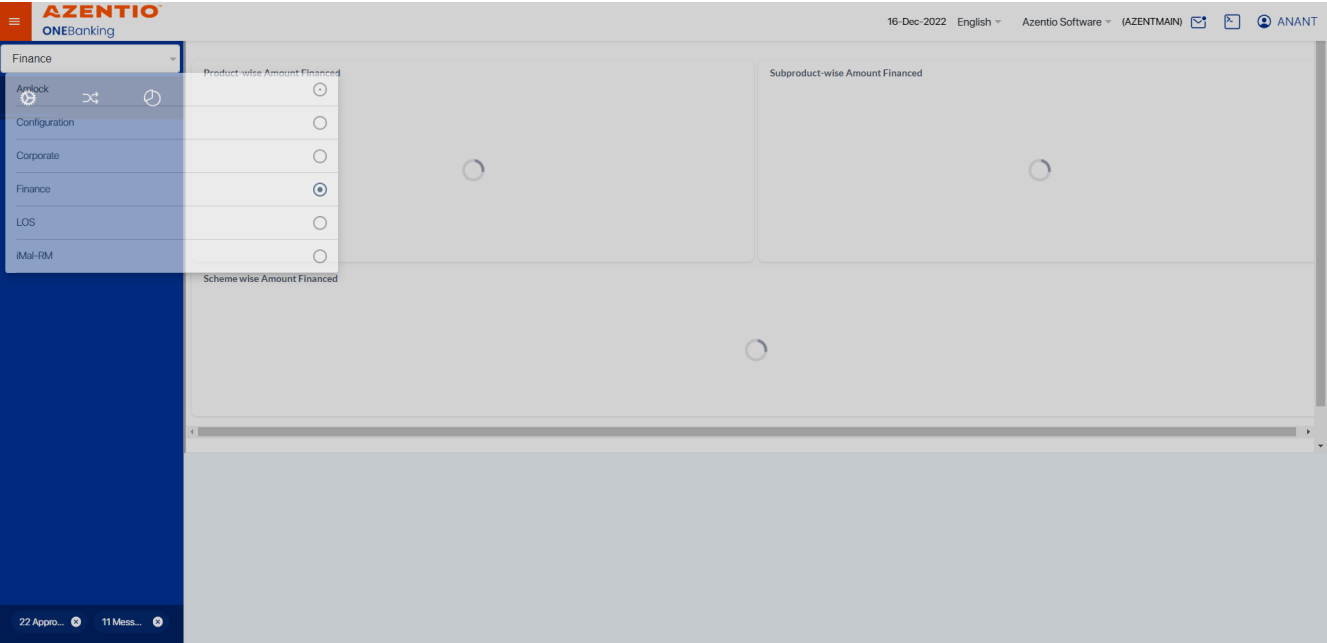 AZENTIO
ONEBanking
16-Dec-2022 English Azentio Software (AZENTMAIN) ANANT
Finance
Product-wise Amount Financed
Subproduct-wise Amount Financed
Amlock
Configuration
Corporate
Finance
LOS
iMal-RM
Scheme wise Amount Financed
22 Appro... 11 Mess...